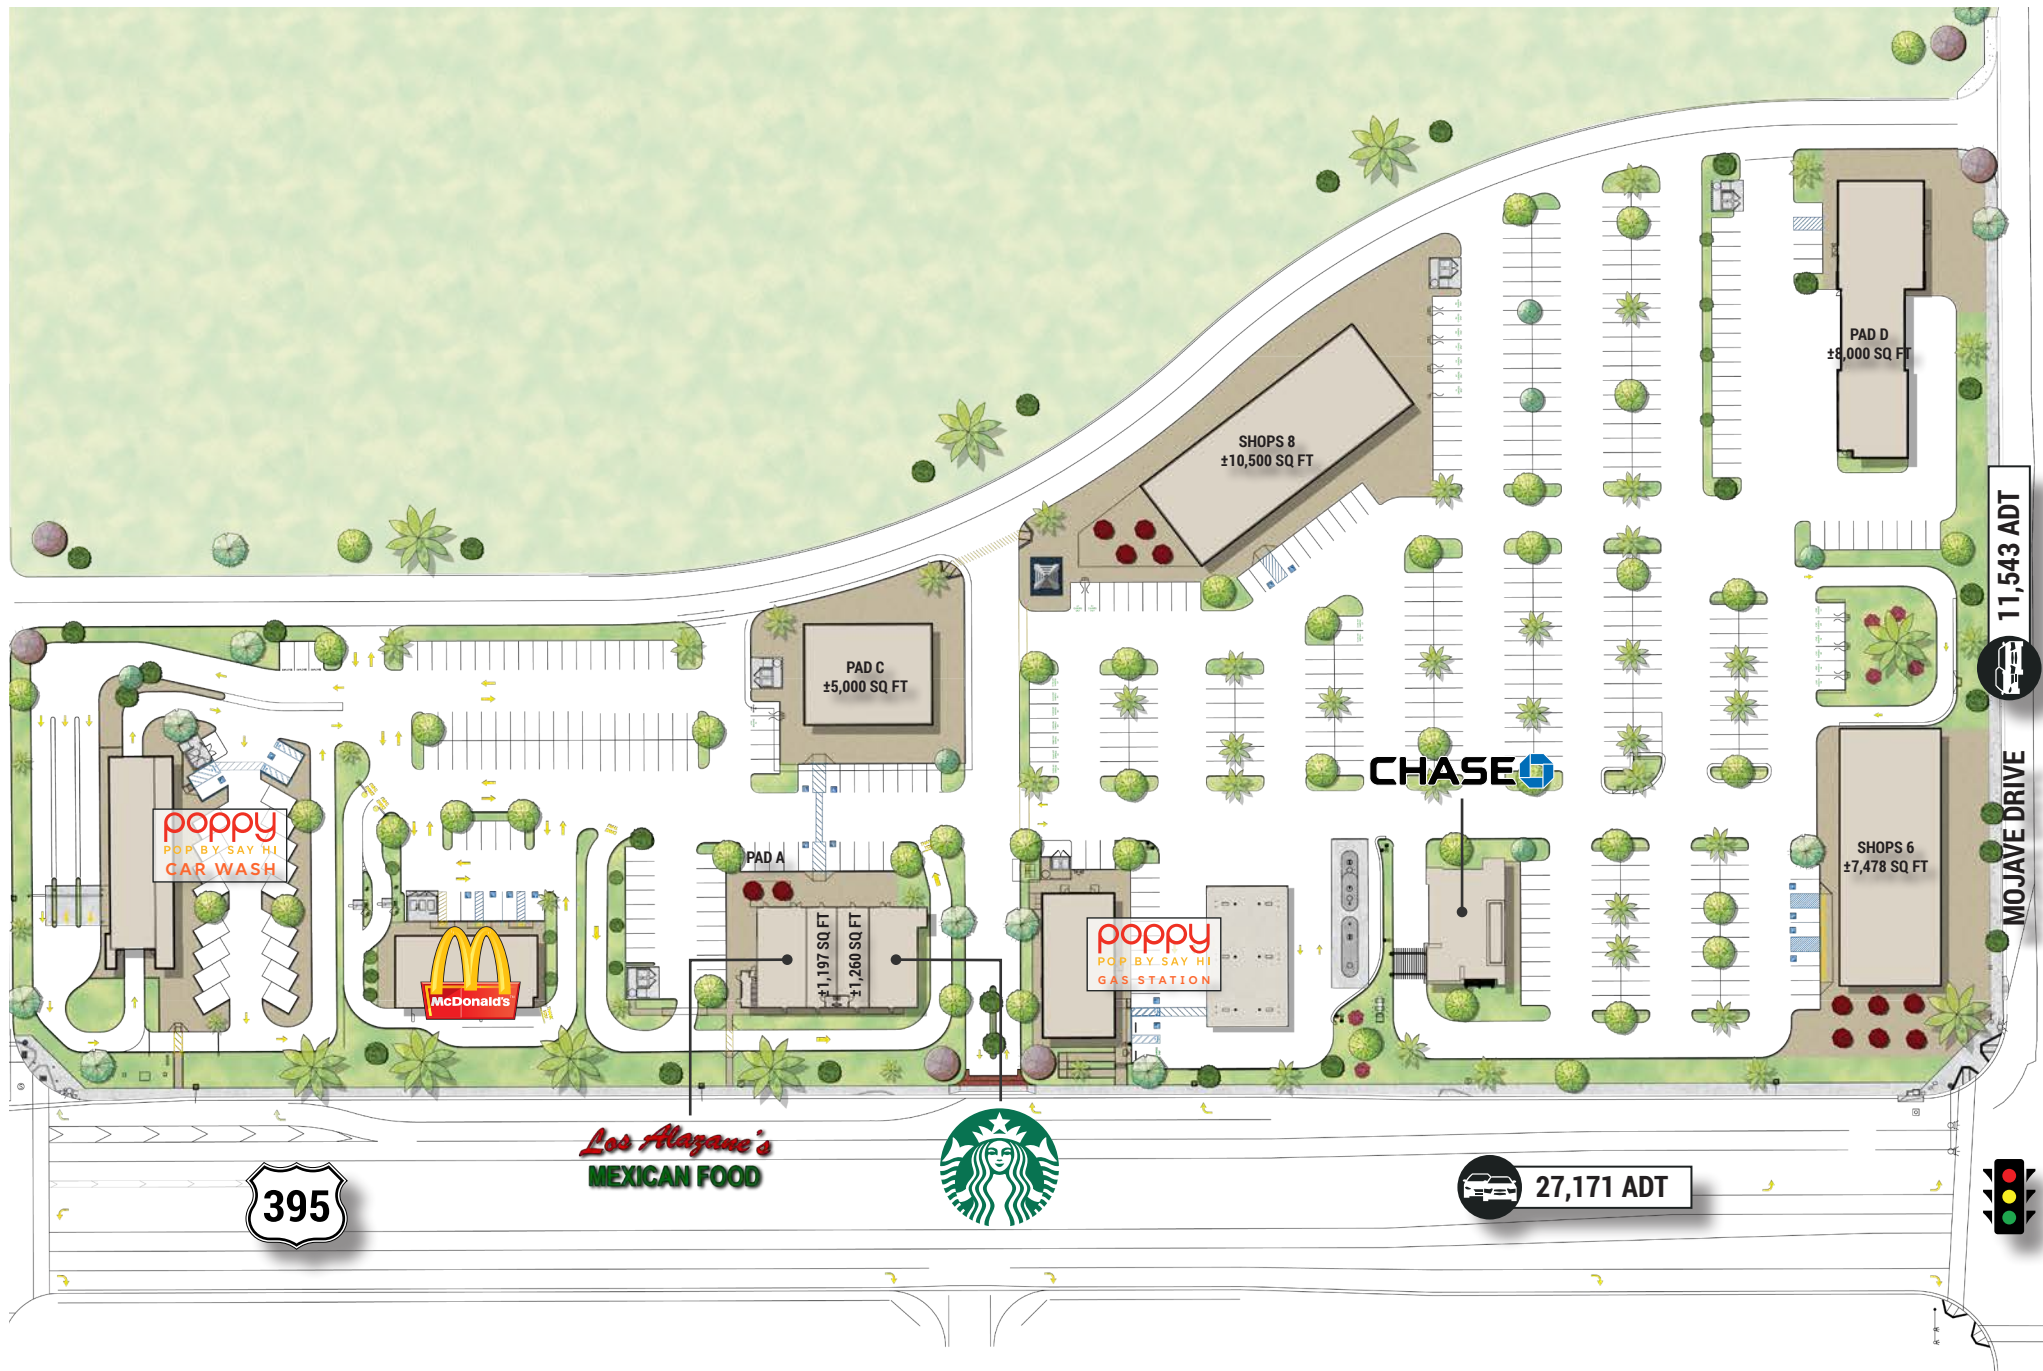 PAD D
±8,000 SQ FT
SHOPS 8
±10,500 SQ FT
11,543 ADT
MOJAVE DRIVE
PAD C
±5,000 SQ FT
CHASE
poppy
POP BY SAY HI
CAR WASH
PAD A
SHOPS 6
±7,478 SQ FT
±1,197 SQ FT
±1,260 SQ FT
McDonald's
poppy
POP BY SAY HI
GAS STATION
Los Alazane's
MEXICAN FOOD
395
27,171 ADT